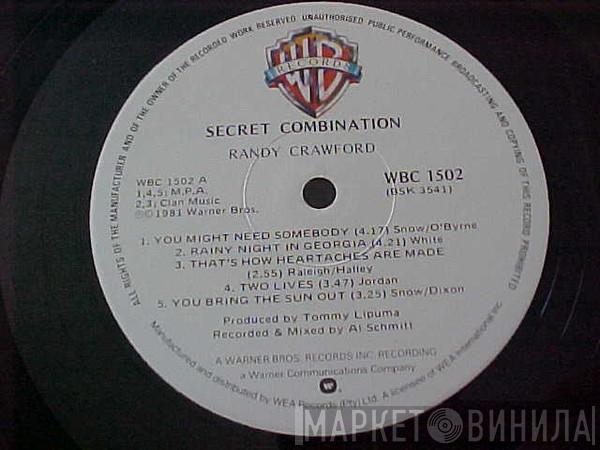 ALL RIGHTS OF THE MANUFACTURER AND OF THE OWNER OF THE RECORDED WORK RESERVED. UNAUTHORISED PUBLIC PERFORMANCE BROADCASTING AND COPYING OF THIS RECORD PROHIBITED
WB
RECORDS
SECRET COMBINATION
RANDY CRAWFORD
WBC 1502 A
1,4,5; M.P.A.
2,3; Clan Music
℗©1981 Warner Bros.
WBC 1502
(BSK 3541)
1. YOU MIGHT NEED SOMEBODY (4.17) Snow/O'Byrne
2. RAINY NIGHT IN GEORGIA (4.21) White
3. THAT'S HOW HEARTACHES ARE MADE
(2.55) Raleigh/Halley
4. TWO LIVES (3.47) Jordan
5. YOU BRING THE SUN OUT (3.25) Snow/Dixon
Produced by Tommy Lipuma
Recorded & Mixed by Al Schmitt
A WARNER BROS. RECORDS INC. RECORDING
a Warner Communications Company
Manufactured and distributed by WEA Records (Pty) Ltd. A licensee of WEA International Inc.
МАРКЕТ ВИНИЛА